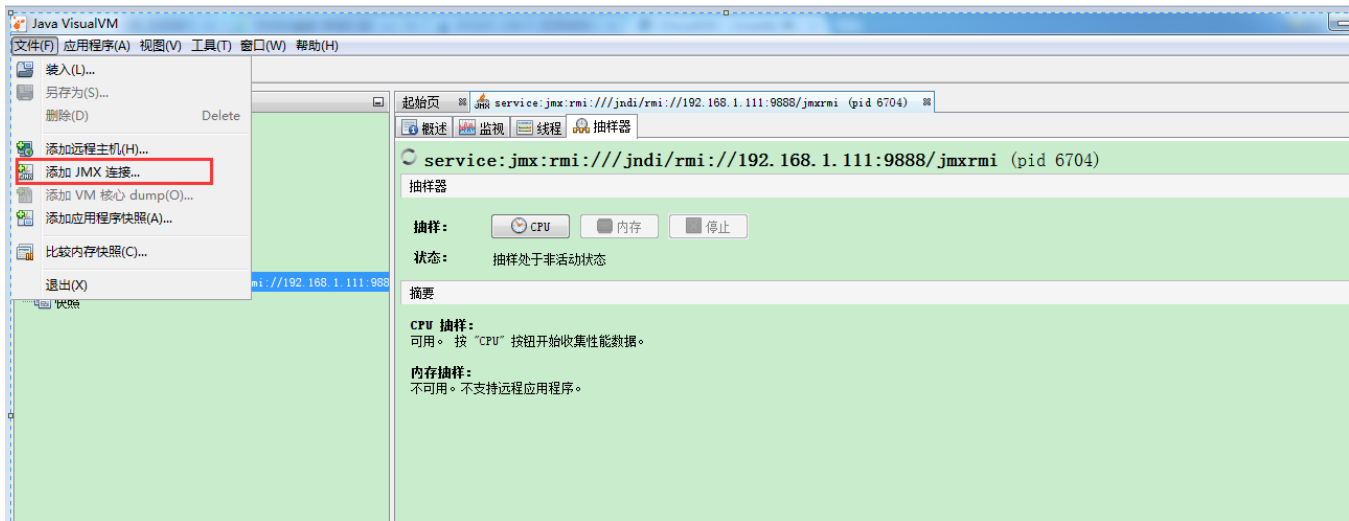 Java VisualVM
文件(F) 应用程序(A) 视图(V) 工具(T) 窗口(W) 帮助(H)
装入(L)...
另存为(S)...
删除(D) Delete
添加远程主机(H)...
添加 JMX 连接...
添加 VM 核心 dump(O)...
添加应用程序快照(A)...
比较内存快照(C)...
退出(X)
mi://192.168.1.111:988
快照
起始页 service:jmx:rmi:///jndi/rmi://192.168.1.111:9888/jmxrmi (pid 6704)
概述 监视 线程 抽样器
service:jmx:rmi:///jndi/rmi://192.168.1.111:9888/jmxrmi (pid 6704)
抽样器
抽样: CPU 内存 停止
状态: 抽样处于非活动状态
摘要
CPU 抽样:
可用。 按 "CPU" 按钮开始收集性能数据。
内存抽样:
不可用。不支持远程应用程序。